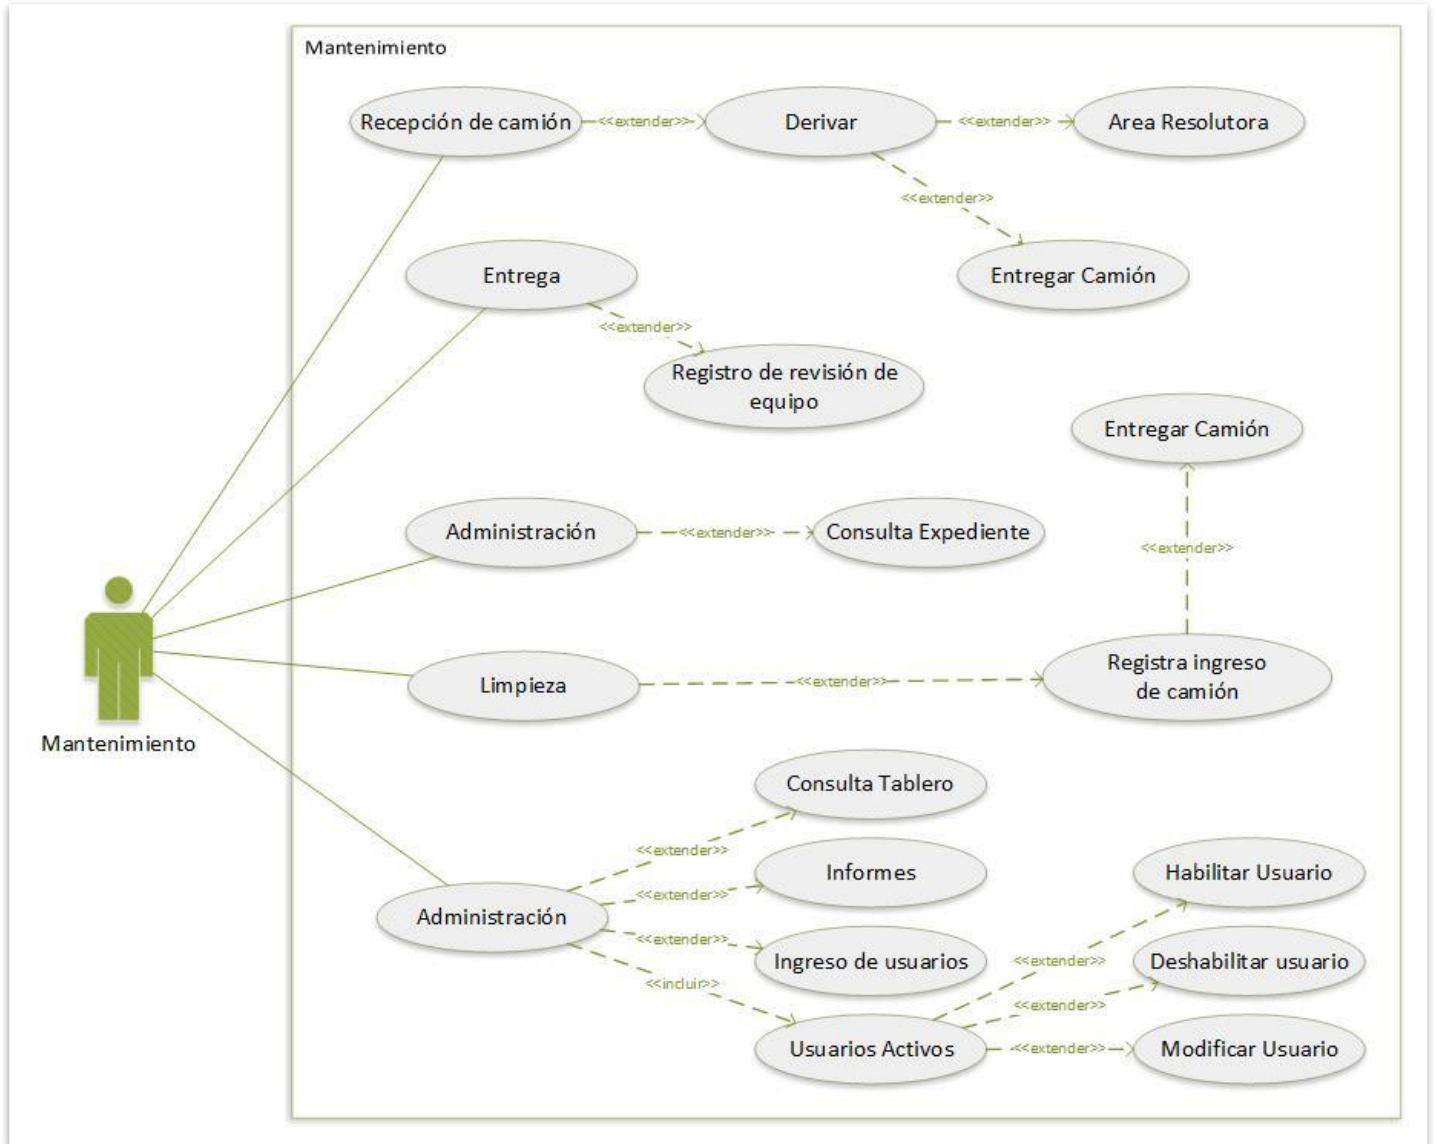 Mantenimiento
Recepción de camión
<<extender>>
Derivar
<<extender>>
Area Resolutora
<<extender>>
Entrega
Entregar Camión
<<extender>>
Registro de revisión de
equipo
Entregar Camión
Administración
<<extender>>
Consulta Expediente
<<extender>>
Limpieza
<<extender>>
Registra ingreso
de camión
Mantenimiento
Consulta Tablero
<<extender>>
Informes
Habilitar Usuario
<<extender>>
Administración
<<extender>>
Ingreso de usuarios
<<extender>>
Deshabilitar usuario
<<incluir>>
<<extender>>
Usuarios Activos
<<extender>>
Modificar Usuario